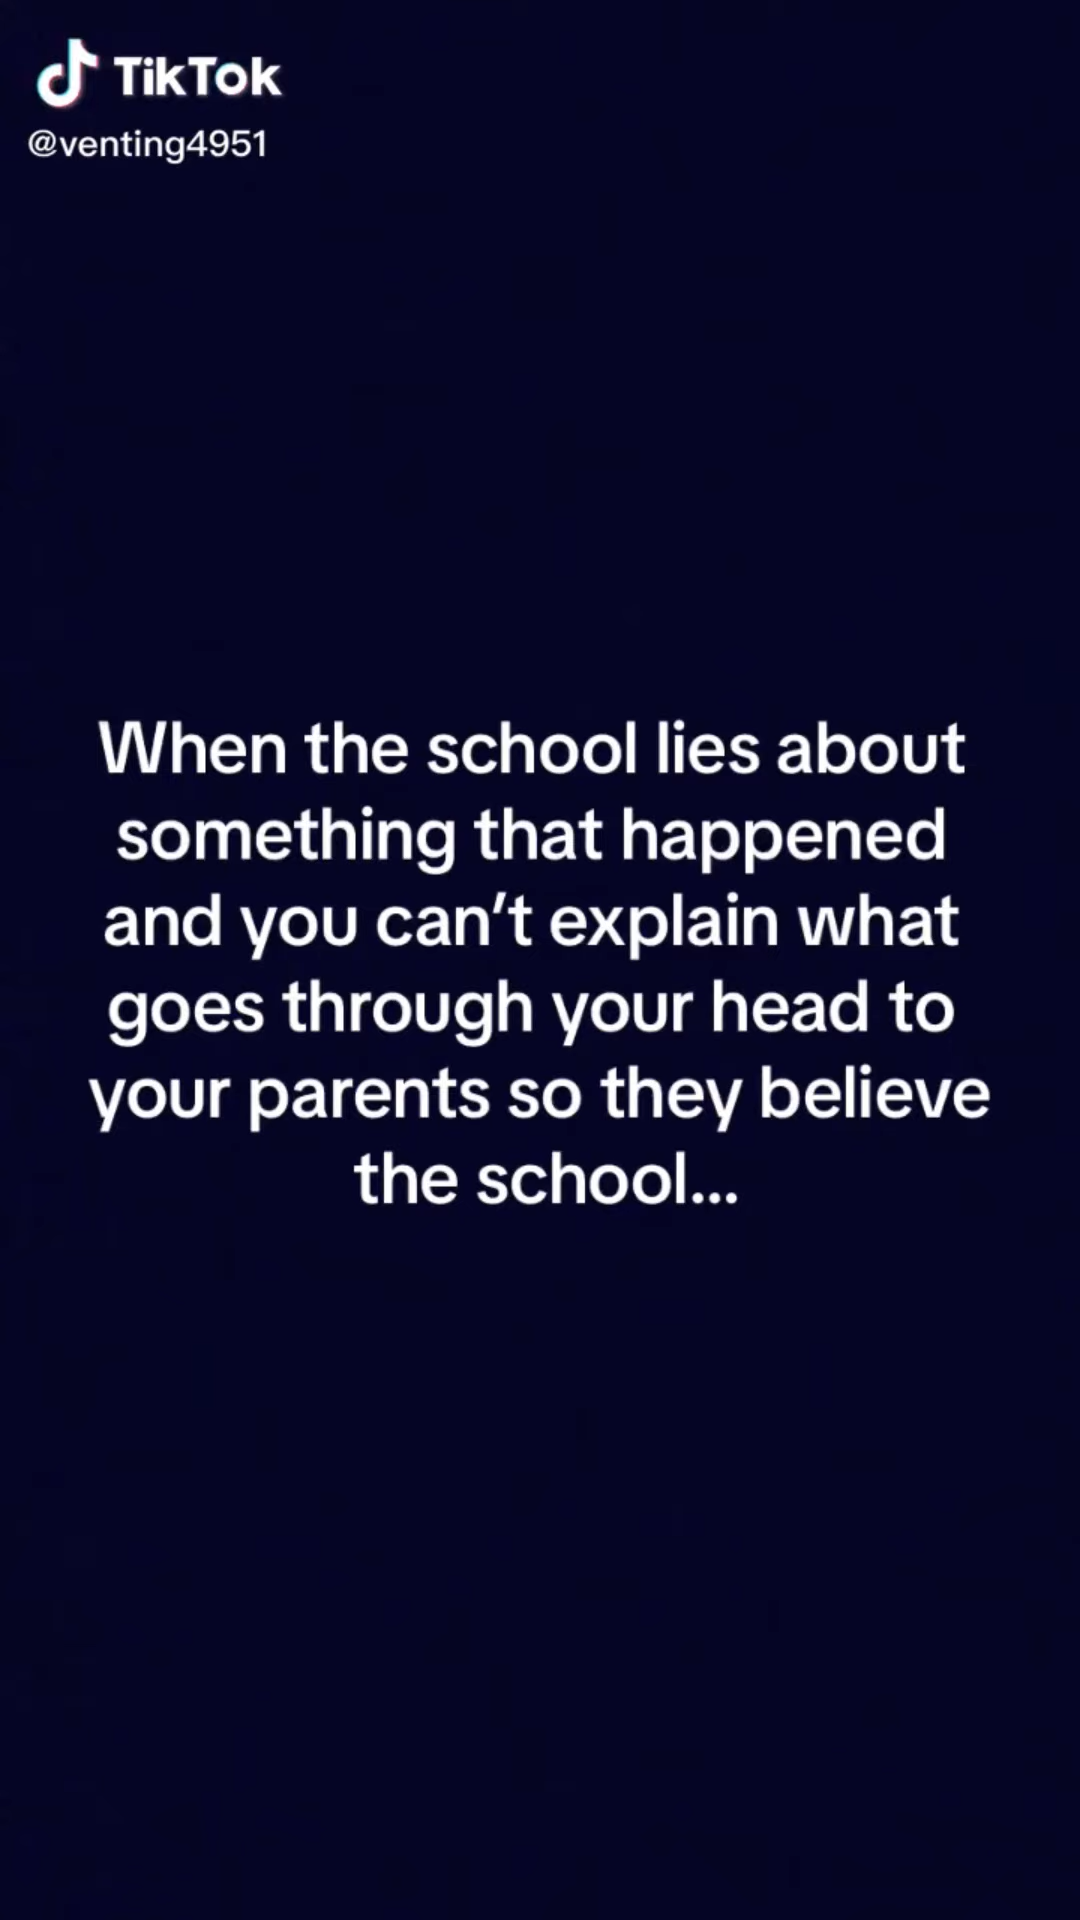 TikTok
@venting4951
When the school lies about
something that happened
and you can’t explain what
goes through your head to
your parents so they believe
the school...